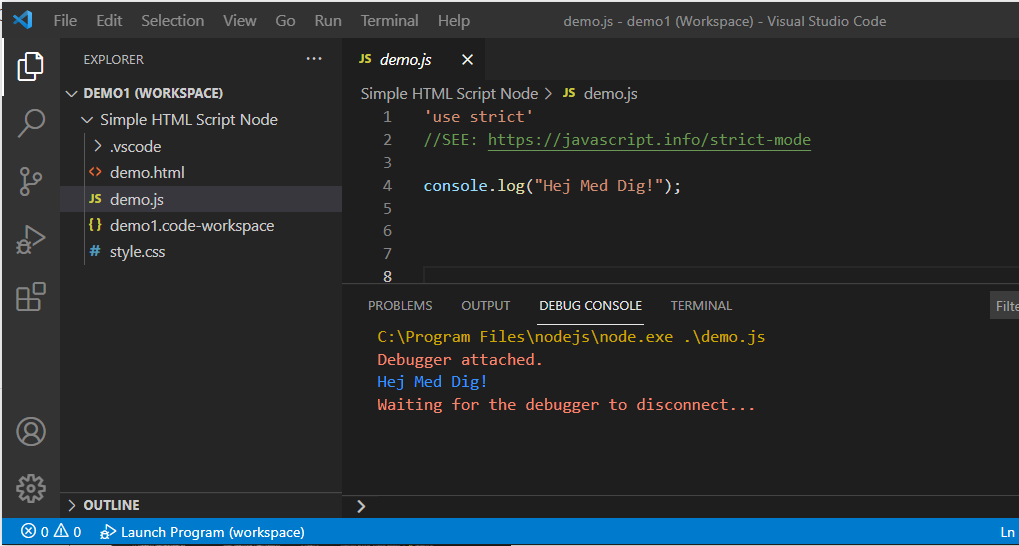 File Edit Selection View Go Run Terminal Help demo.js - demo1 (Workspace) - Visual Studio Code
EXPLORER ...
DEMO1 (WORKSPACE)
Simple HTML Script Node
.vscode
<> demo.html
JS demo.js
{} demo1.code-workspace
# style.css
OUTLINE
JS demo.js
Simple HTML Script Node > JS demo.js
1 'use strict'
2 //SEE: https://javascript.info/strict-mode
3
4 console.log("Hej Med Dig!");
5
6
7
8
PROBLEMS OUTPUT DEBUG CONSOLE TERMINAL Filte
C:\Program Files\nodejs\node.exe .\demo.js
Debugger attached.
Hej Med Dig!
Waiting for the debugger to disconnect...
>
0 0 Launch Program (workspace) Ln